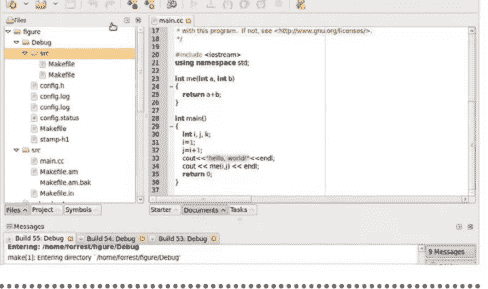 Files
main.cc
figure
Debug
src
Makefile
Makefile
config.h
config.log
config.log
config.status
Makefile
stamp-h1
src
main.cc
Makefile.am
Makefile.am.bak
Makefile.in
Files
Project
Symbols
17 * with this program. If not, see <http://www.gnu.org/licenses/>.
18 */
19
20 #include <iostream>
21 using namespace std;
22
23 int me(int a, int b)
24 {
25 return a+b;
26 }
27
28 int main()
29 {
30 int i, j, k;
31 i=1;
32 j=i+1;
33 cout<<"hello, world!"<<endl;
34 cout << me(i,j) << endl;
35 return 0;
36 }
37
Starter
Documents
Tasks
Messages
Build 55: Debug
Build 54: Debug
Build 53: Debug
Entering: /home/forrest/figure/Debug
make[1]: Entering directory `/home/forrest/figure/Debug'
9 Messages